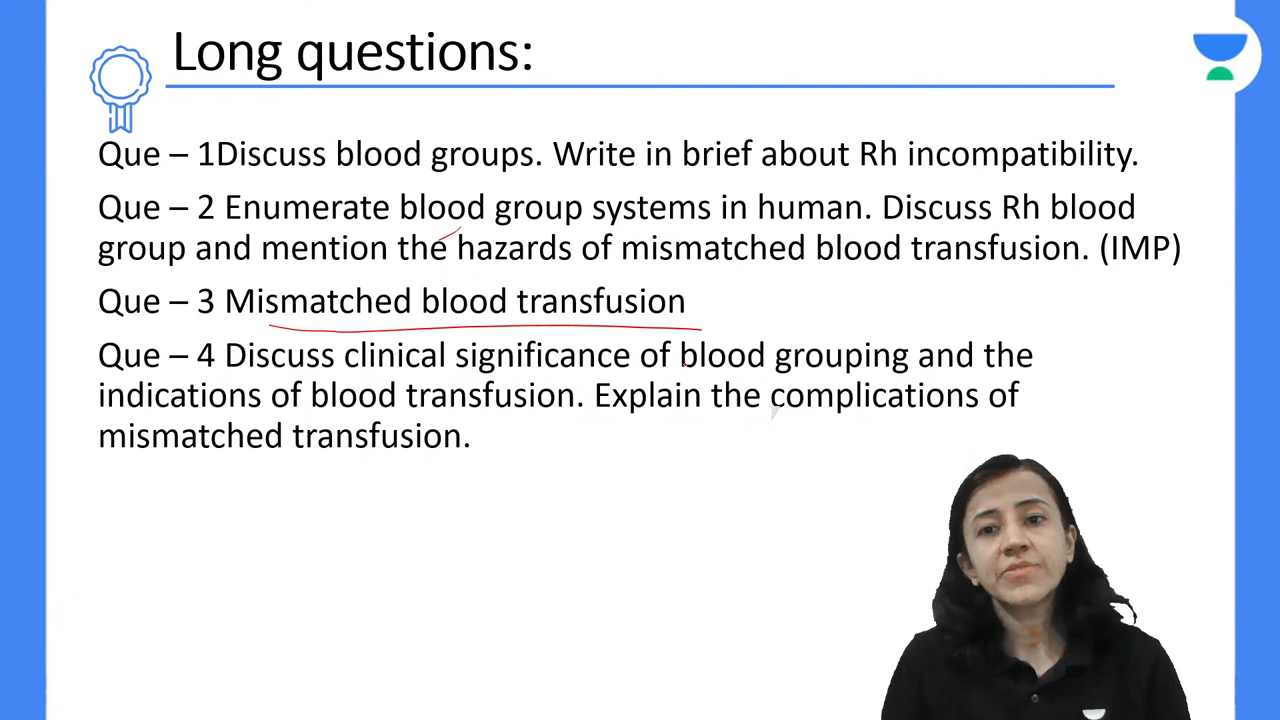 Long questions:
Que – 1Discuss blood groups. Write in brief about Rh incompatibility.
Que – 2 Enumerate blood group systems in human. Discuss Rh blood
group and mention the hazards of mismatched blood transfusion. (IMP)
Que – 3 Mismatched blood transfusion
Que – 4 Discuss clinical significance of blood grouping and the
indications of blood transfusion. Explain the complications of
mismatched transfusion.